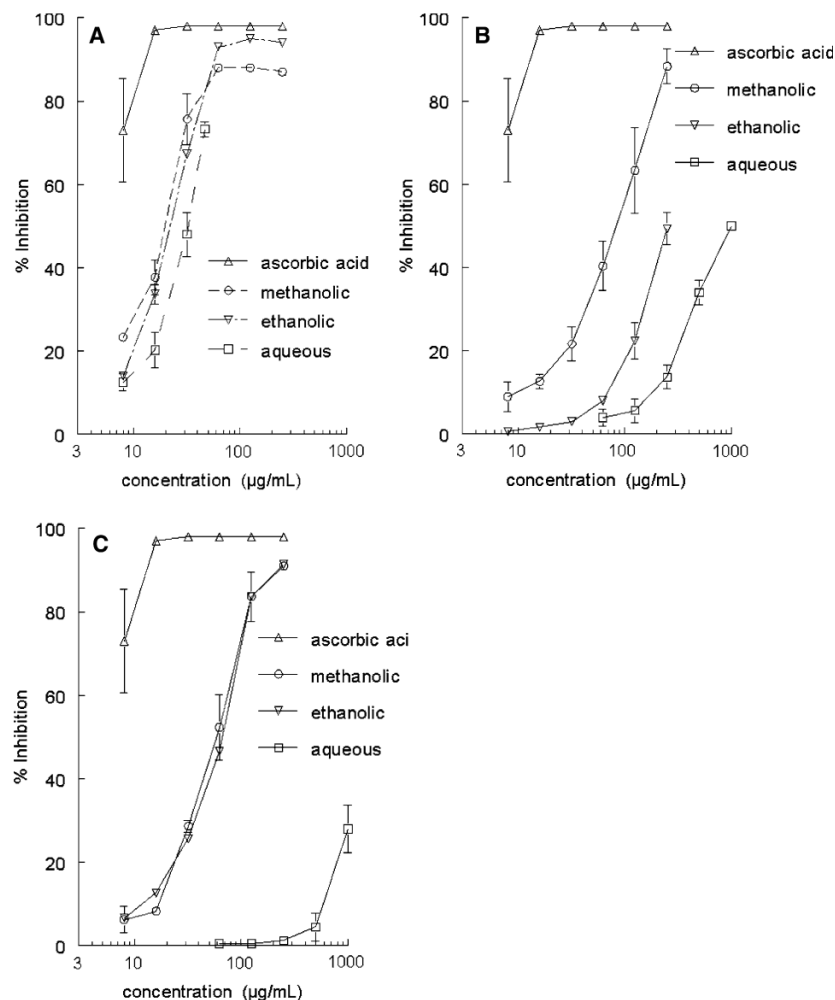 A
100
80
60
40
20
0
% Inhibition
ascorbic acid
methanolic
ethanolic
aqueous
3 10 100 1000
concentration (µg/mL)
B
100
80
60
40
20
0
% Inhibition
ascorbic acid
methanolic
ethanolic
aqueous
3 10 100 1000
concentration (µg/mL)
C
100
80
60
40
20
0
% Inhibition
ascorbic aci
methanolic
ethanolic
aqueous
3 10 100 1000
concentration (µg/mL)